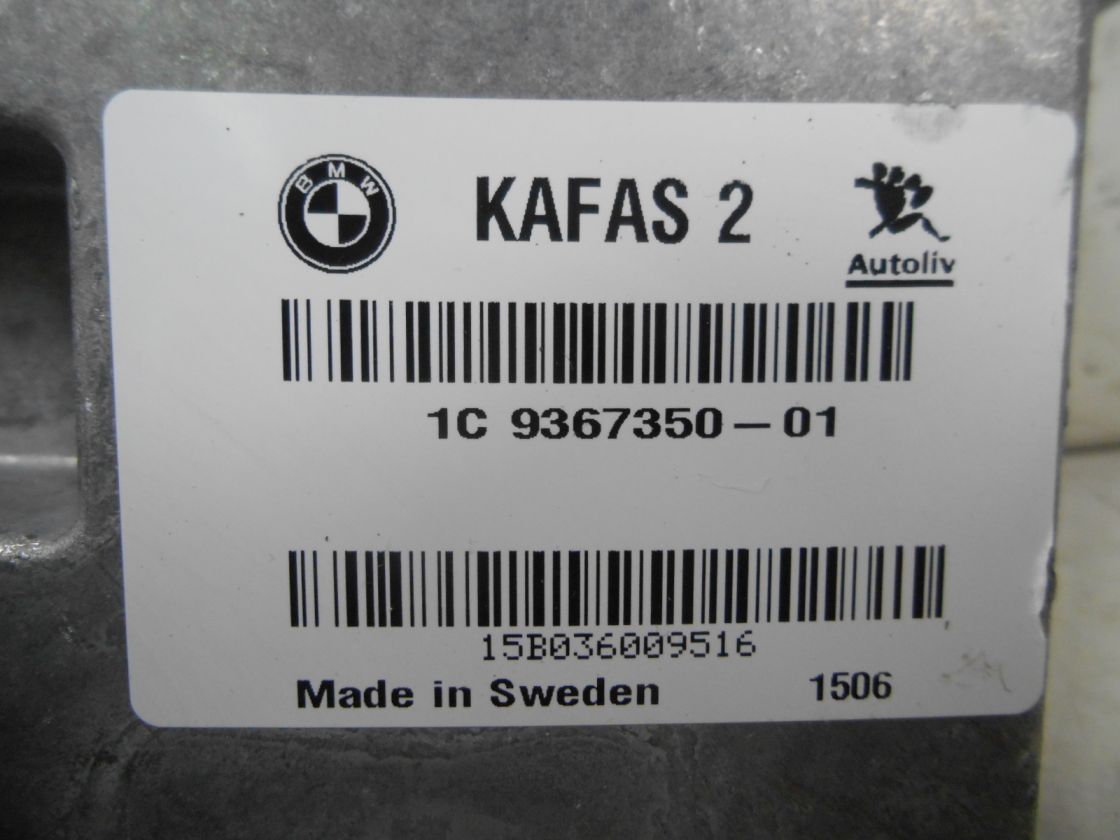 BMW KAFAS 2
Autoliv
1C 9367350-01
15B036009516
Made in Sweden 1506